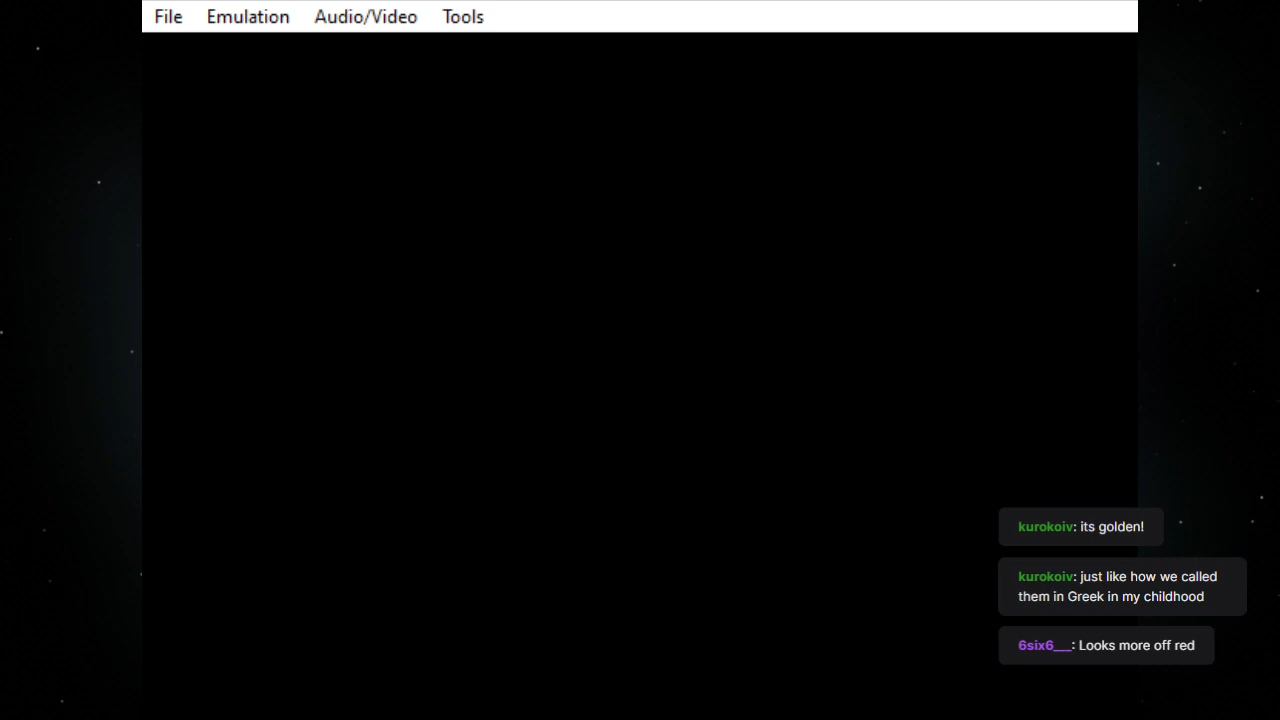 File Emulation Audio/Video Tools
kurokoiv: its golden!
kurokoiv: just like how we called
them in Greek in my childhood
6six6___: Looks more off red